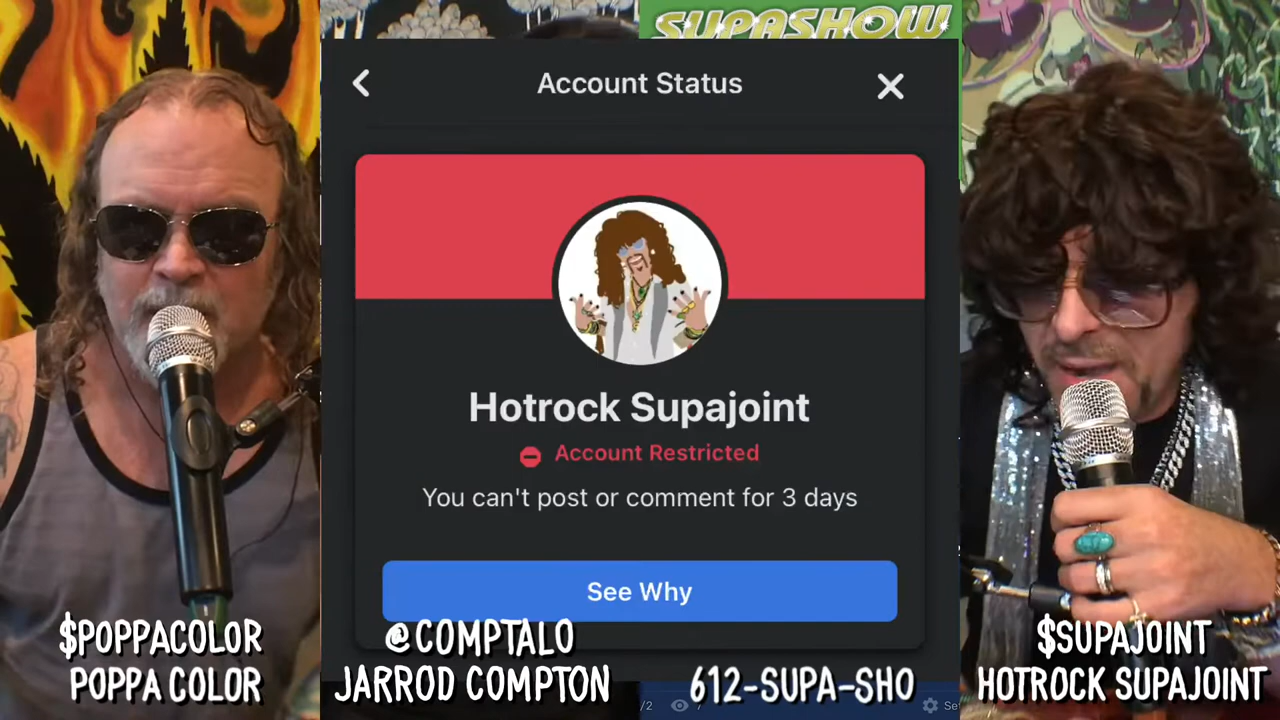 SUPASHOW
Account Status
Hotrock Supajoint
Account Restricted
You can't post or comment for 3 days
See Why
$POPPACOLOR
POPPA COLOR
@COMPTALO
JARROD COMPTON
612-SUPA-SHO
$SUPAJOINT
HOTROCK SUPAJOINT
/2